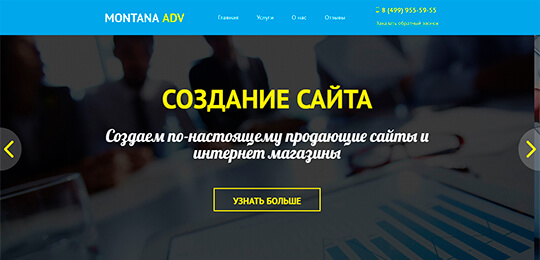 MONTANA ADV
Главная Услуги О нас Отзывы
8 (499) 955-59-55
Заказать обратный звонок
СОЗДАНИЕ САЙТА
Создаем по-настоящему продающие сайты и
интернет магазины
УЗНАТЬ БОЛЬШЕ